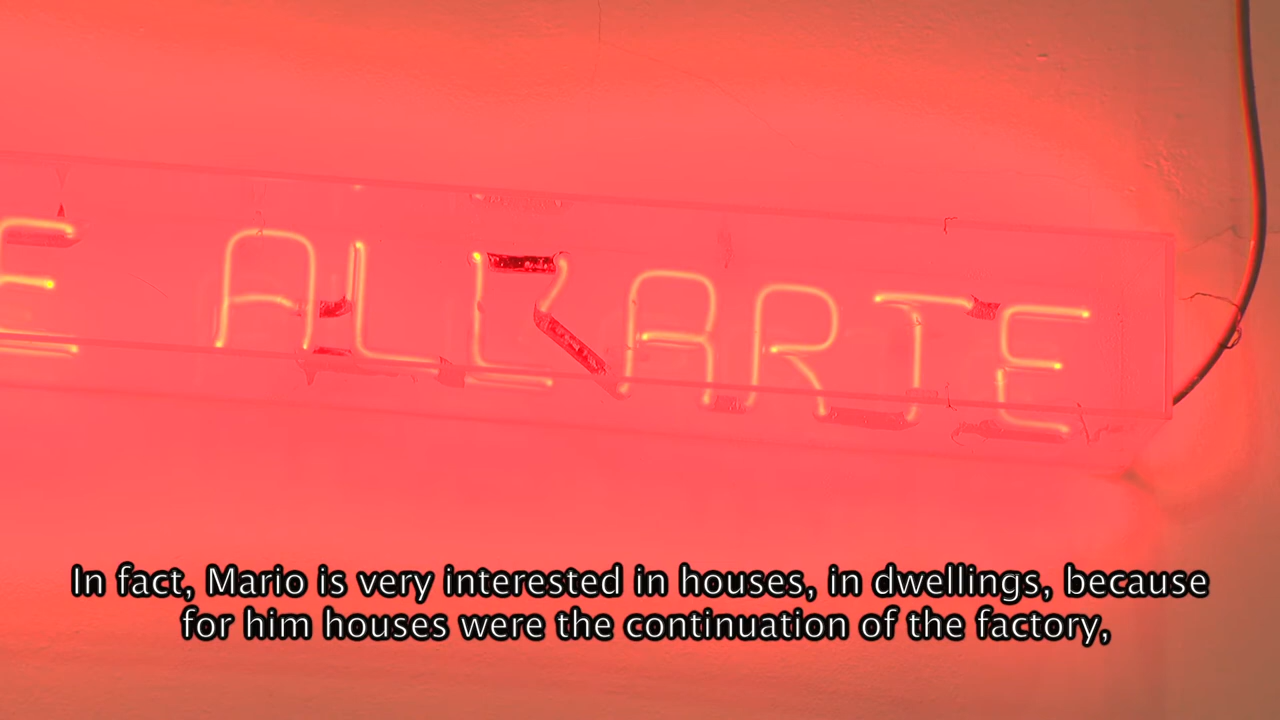 E ALL'ARTE
In fact, Mario is very interested in houses, in dwellings, because
for him houses were the continuation of the factory,